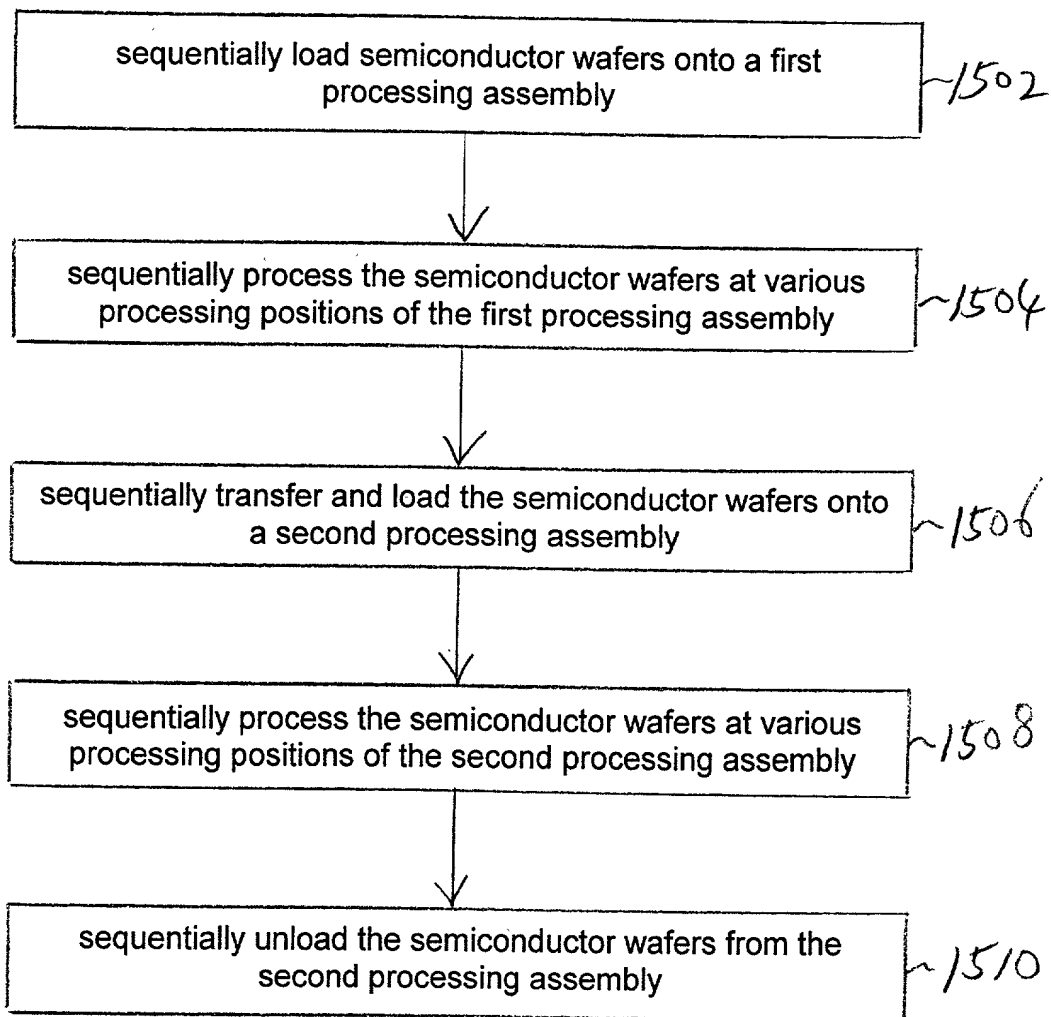 sequentially load semiconductor wafers onto a first
processing assembly
1502
sequentially process the semiconductor wafers at various
processing positions of the first processing assembly
1504
sequentially transfer and load the semiconductor wafers onto
a second processing assembly
1506
sequentially process the semiconductor wafers at various
processing positions of the second processing assembly
1508
sequentially unload the semiconductor wafers from the
second processing assembly
1510